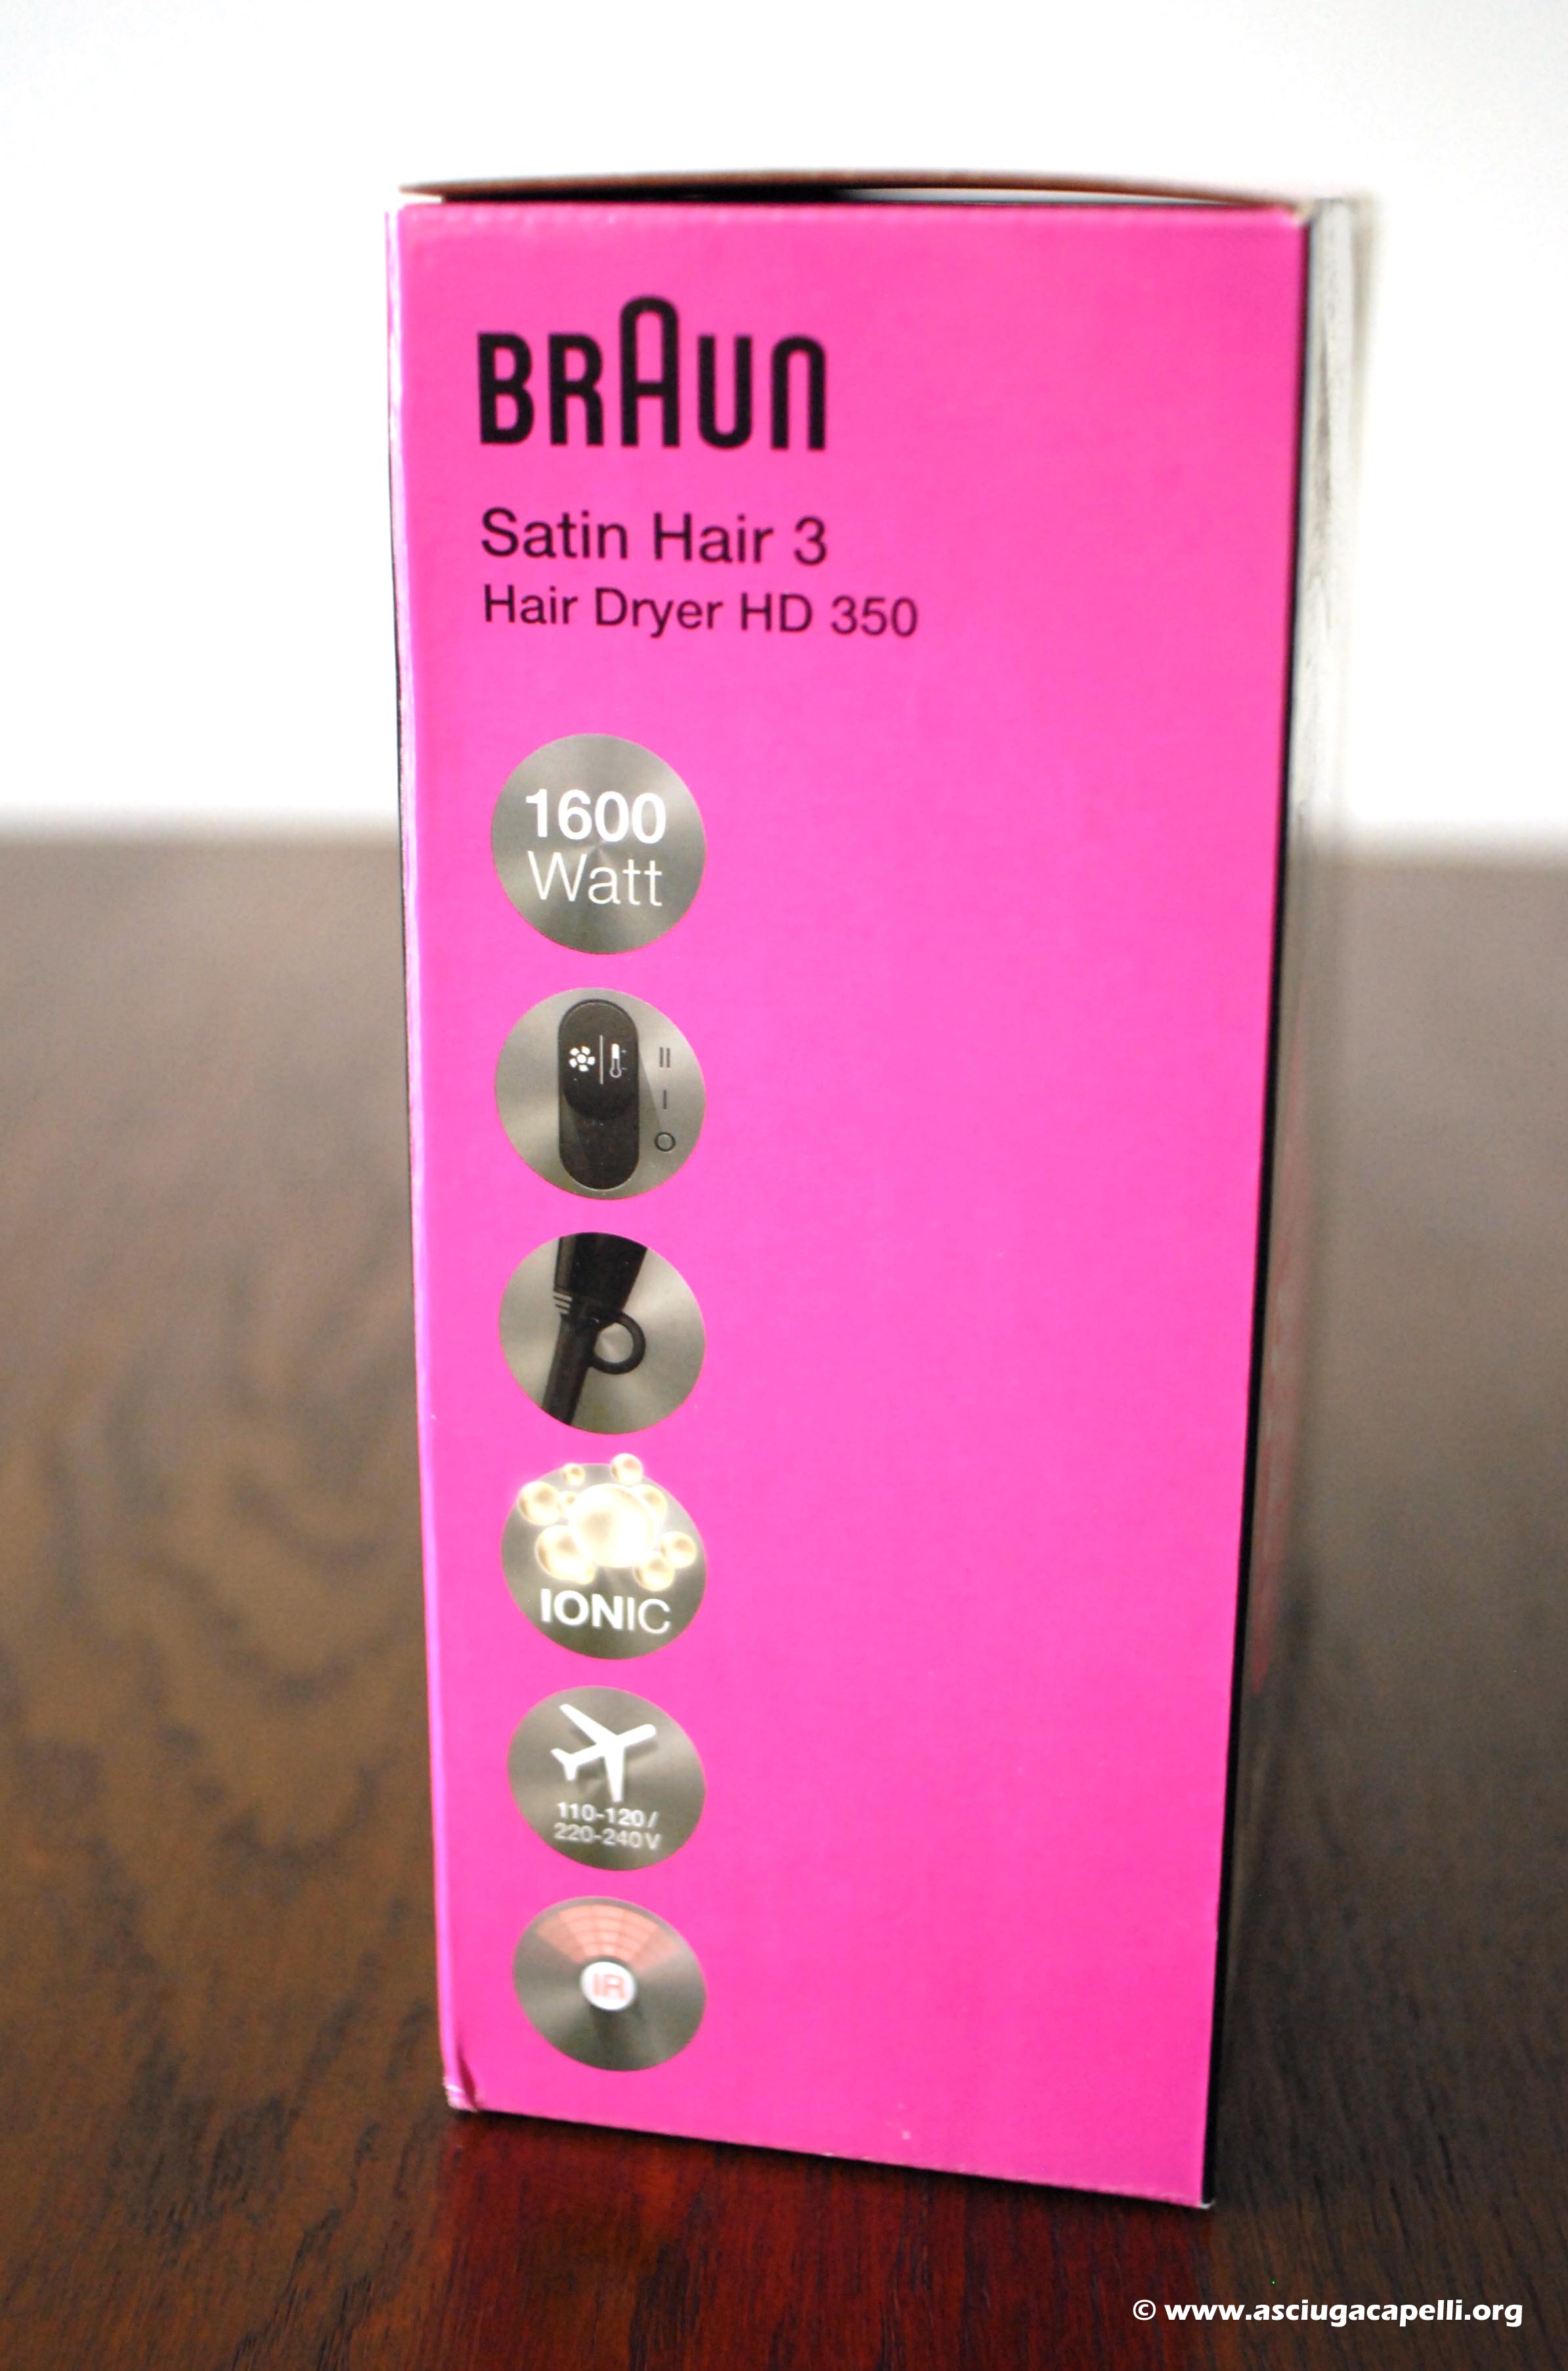 BRAUN
Satin Hair 3
Hair Dryer HD 350
1600
Watt
II
I
O
IONIC
110-120/
220-240V
IR
© www.asciugacapelli.org